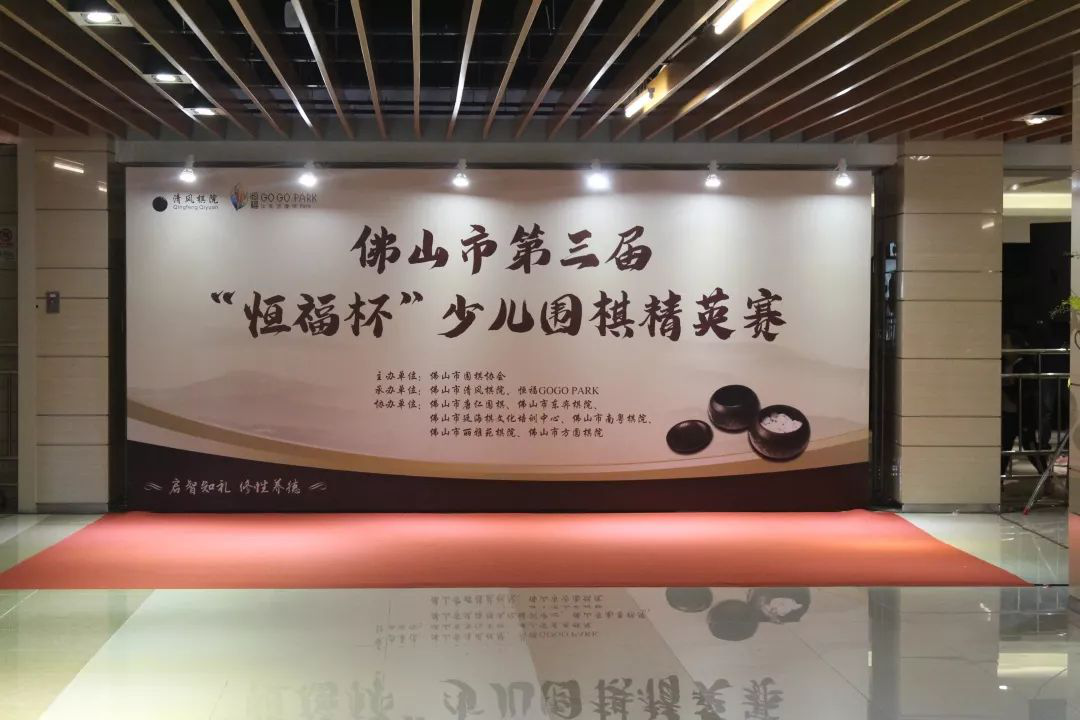 清风棋院
Qingfeng Qiyuan
GOGO PARK
佛山市第三届
“恒福杯”少儿围棋精英赛
主办单位：佛山市围棋协会
承办单位：佛山市清风棋院、恒福GOGO PARK
协办单位：佛山市唐仁围棋、佛山市东弈棋院、
佛山市延海棋文化培训中心、佛山市南粤棋院、
佛山市丽雅苑棋院、佛山市方圆棋院
启智知礼 修性养德